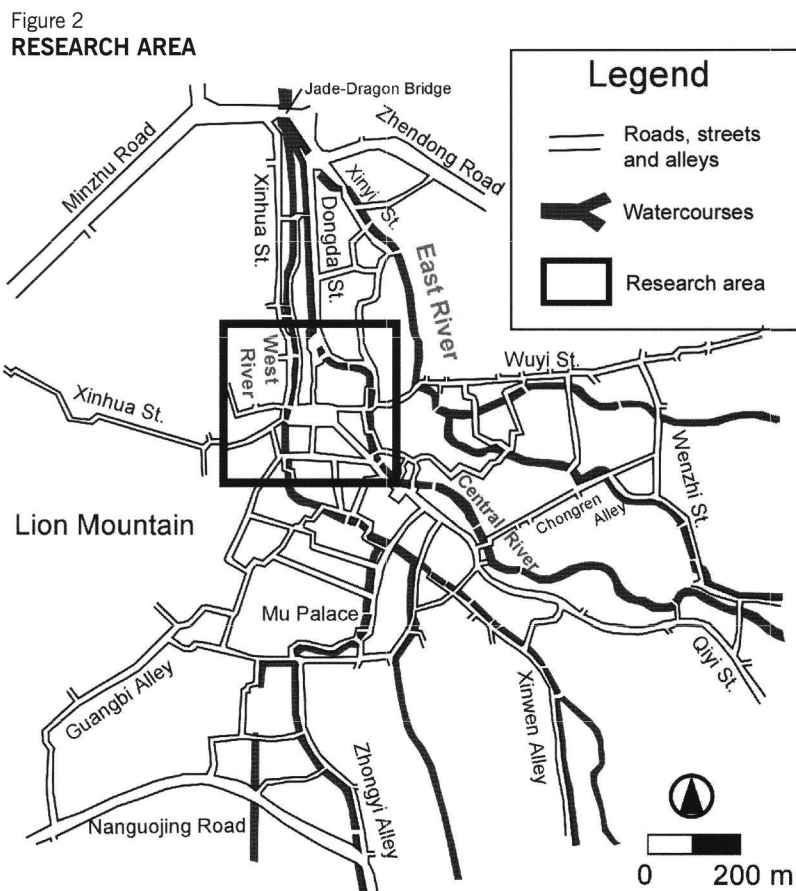 Figure 2
RESEARCH AREA
Legend
Roads, streets
and alleys
Watercourses
Research area
Jade-Dragon Bridge
Minzhu Road
Xinhua St.
Zhendong Road
Xinyi St.
Dongda St.
East River
West
River
Wuyi St.
Xinhua St.
Wenzhi St.
Central River
Chongren
Alley
Lion Mountain
Mu Palace
Qiyi St.
Guangbi Alley
Xinwen Alley
Zhongyi Alley
Nanguojing Road
0 200 m